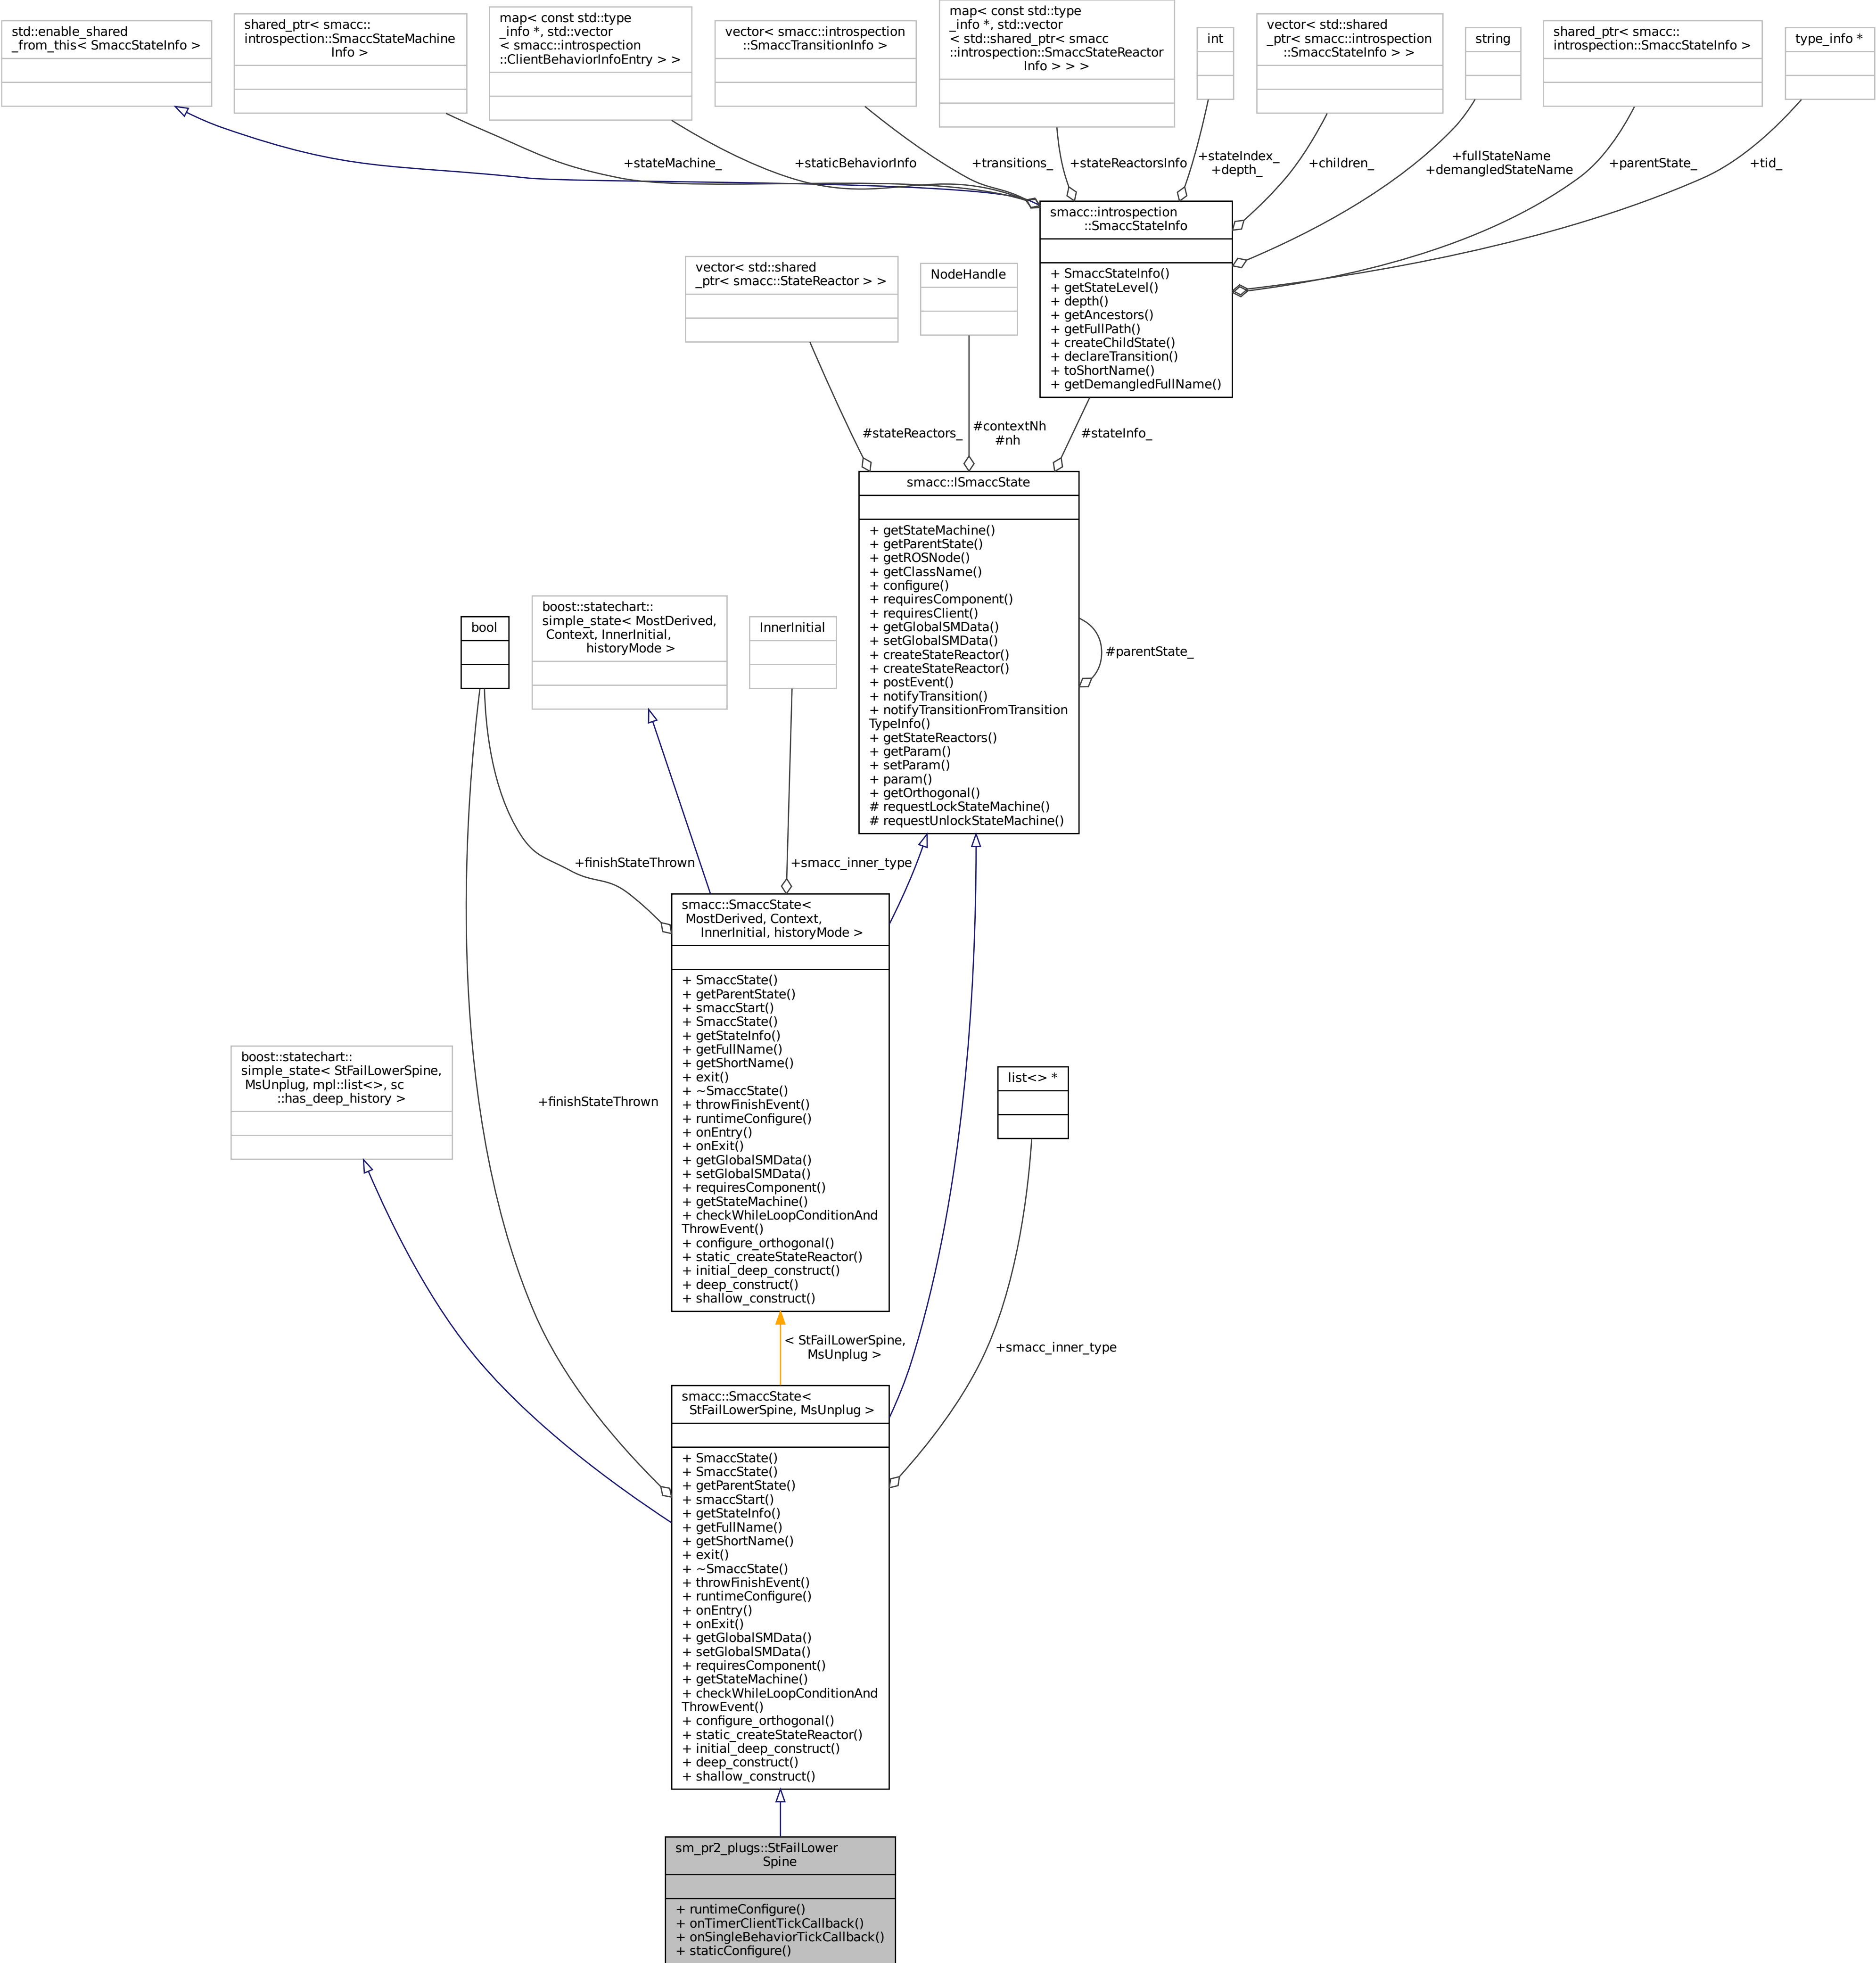 std::enable_shared
_from_this< SmaccStateInfo >
shared_ptr< smacc::
introspection::SmaccStateMachine
Info >
map< const std::type
_info *, std::vector
< smacc::introspection
::ClientBehaviorInfoEntry > >
vector< smacc::introspection
::SmaccTransitionInfo >
map< const std::type
_info *, std::vector
< std::shared_ptr< smacc
::introspection::SmaccStateReactor
Info > > >
int
vector< std::shared
_ptr< smacc::introspection
::SmaccStateInfo > >
string
shared_ptr< smacc::
introspection::SmaccStateInfo >
type_info *
+stateMachine_
+staticBehaviorInfo
+transitions_
+stateReactorsInfo
+stateIndex_
+depth_
+children_
+fullStateName
+demangledStateName
+parentState_
+tid_
smacc::introspection
::SmaccStateInfo
+ SmaccStateInfo()
+ getStateLevel()
+ depth()
+ getAncestors()
+ getFullPath()
+ createChildState()
+ declareTransition()
+ toShortName()
+ getDemangledFullName()
vector< std::shared
_ptr< smacc::StateReactor > >
NodeHandle
#stateReactors_
#contextNh
#nh
#stateInfo_
smacc::ISmaccState
+ getStateMachine()
+ getParentState()
+ getROSNode()
+ getClassName()
+ configure()
+ requiresComponent()
+ requiresClient()
+ getGlobalSMData()
+ setGlobalSMData()
+ createStateReactor()
+ createStateReactor()
+ postEvent()
+ notifyTransition()
+ notifyTransitionFromTransition
TypeInfo()
+ getStateReactors()
+ getParam()
+ setParam()
+ param()
+ getOrthogonal()
# requestLockStateMachine()
# requestUnlockStateMachine()
#parentState_
bool
boost::statechart::
simple_state< MostDerived,
Context, InnerInitial,
historyMode >
InnerInitial
+finishStateThrown
+smacc_inner_type
smacc::SmaccState<
MostDerived, Context,
InnerInitial, historyMode >
+ SmaccState()
+ getParentState()
+ smaccStart()
+ SmaccState()
+ getStateInfo()
+ getFullName()
+ getShortName()
+ exit()
+ ~SmaccState()
+ throwFinishEvent()
+ runtimeConfigure()
+ onEntry()
+ onExit()
+ getGlobalSMData()
+ setGlobalSMData()
+ requiresComponent()
+ getStateMachine()
+ checkWhileLoopConditionAnd
ThrowEvent()
+ configure_orthogonal()
+ static_createStateReactor()
+ initial_deep_construct()
+ deep_construct()
+ shallow_construct()
boost::statechart::
simple_state< StFailLowerSpine,
MsUnplug, mpl::list<>, sc
::has_deep_history >
+finishStateThrown
list<> *
< StFailLowerSpine,
MsUnplug >
+smacc_inner_type
smacc::SmaccState<
StFailLowerSpine, MsUnplug >
+ SmaccState()
+ SmaccState()
+ getParentState()
+ smaccStart()
+ getStateInfo()
+ getFullName()
+ getShortName()
+ exit()
+ ~SmaccState()
+ throwFinishEvent()
+ runtimeConfigure()
+ onEntry()
+ onExit()
+ getGlobalSMData()
+ setGlobalSMData()
+ requiresComponent()
+ getStateMachine()
+ checkWhileLoopConditionAnd
ThrowEvent()
+ configure_orthogonal()
+ static_createStateReactor()
+ initial_deep_construct()
+ deep_construct()
+ shallow_construct()
sm_pr2_plugs::StFailLower
Spine
+ runtimeConfigure()
+ onTimerClientTickCallback()
+ onSingleBehaviorTickCallback()
+ staticConfigure()